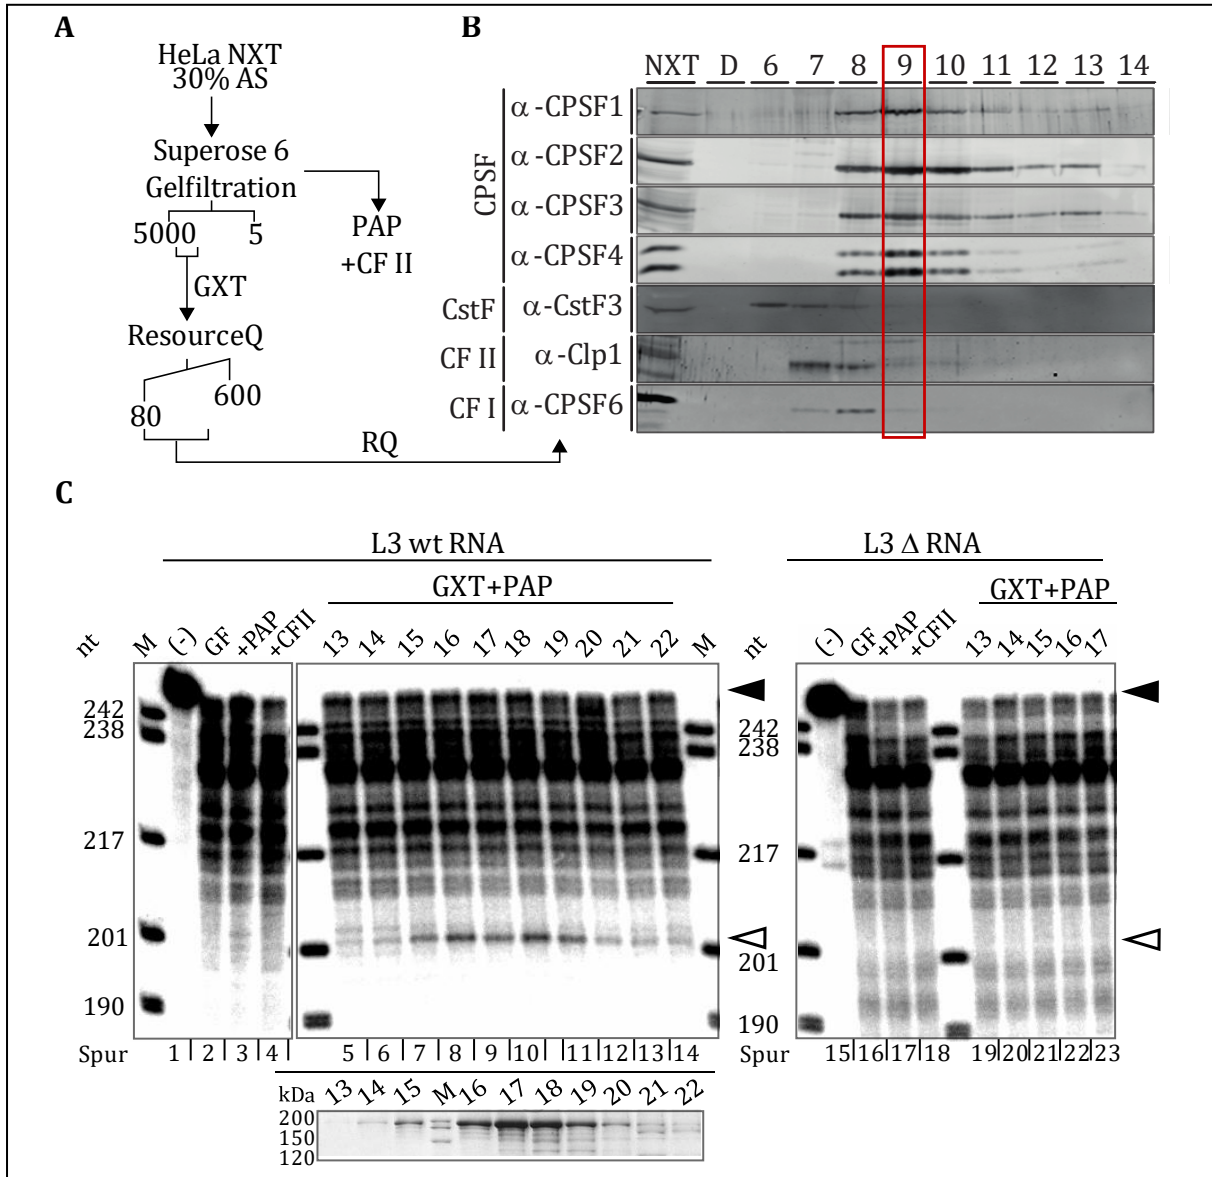 A
HeLa NXT
30% AS
Superose 6
Gelfiltration
5000 5
PAP
+CF II
GXT
ResourceQ
80 600
RQ
B
NXT D 6 7 8 9 10 11 12 13 14
CPSF
α-CPSF1
α-CPSF2
α-CPSF3
α-CPSF4
CstF α-CstF3
CF II α-Clp1
CF I α-CPSF6
C
L3 wt RNA
GXT+PAP
nt M (-) GF +PAP +CFII 13 14 15 16 17 18 19 20 21 22 M
242
238
217
201
190
Spur 1 2 3 4 5 6 7 8 9 10 11 12 13 14
kDa 13 14 15 M 16 17 18 19 20 21 22
200
150
120
L3 Δ RNA
GXT+PAP
nt (-) GF +PAP +CFII 13 14 15 16 17
242
238
217
201
190
Spur 15 16 17 18 19 20 21 22 23